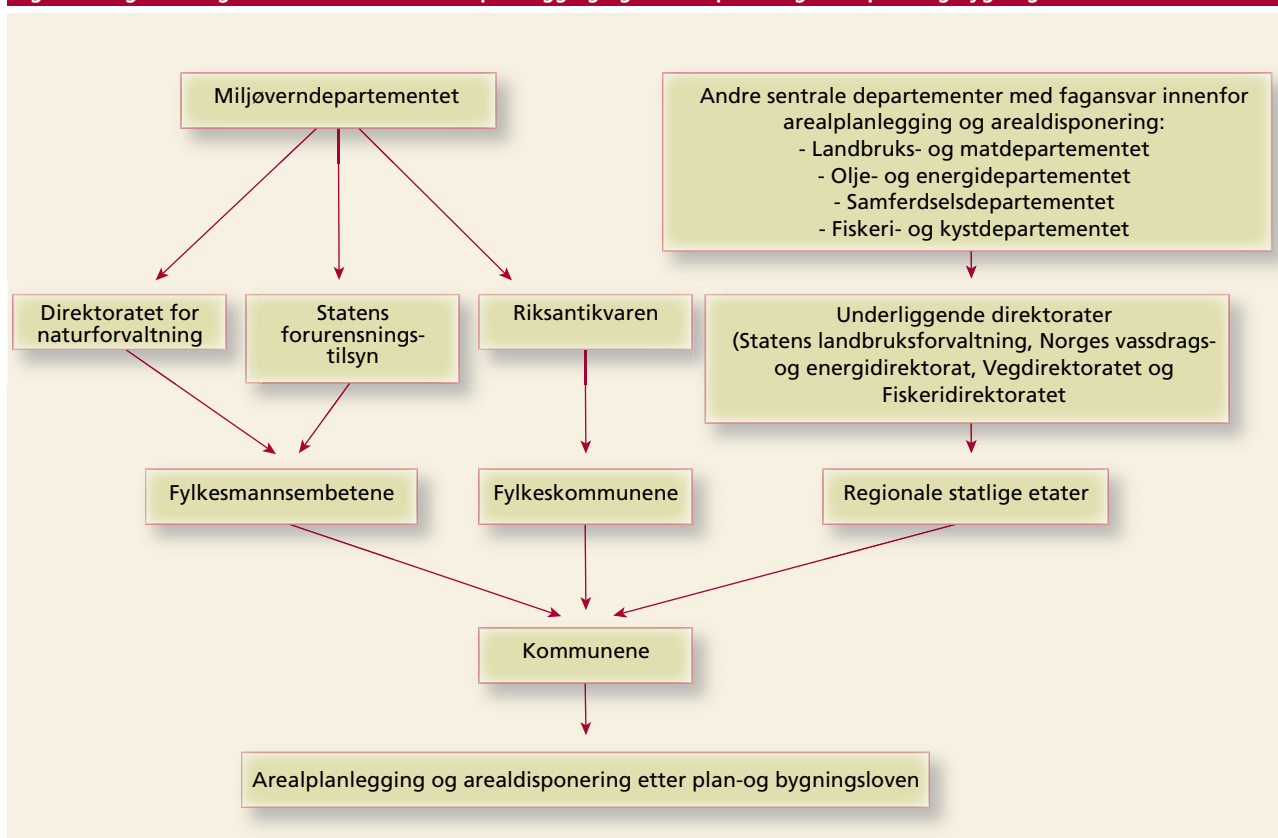 Miljøverndepartementet
Andre sentrale departementer med fagansvar innenfor
arealplanlegging og arealdisponering:
- Landbruks- og matdepartementet
- Olje- og energidepartementet
- Samferdselsdepartementet
- Fiskeri- og kystdepartementet
Direktoratet for
naturforvaltning
Statens
forurensnings-
tilsyn
Riksantikvaren
Underliggende direktorater
(Statens landbruksforvaltning, Norges vassdrags-
og energidirektorat, Vegdirektoratet og
Fiskeridirektoratet
Fylkesmannsembetene
Fylkeskommunene
Regionale statlige etater
Kommunene
Arealplanlegging og arealdisponering etter plan-og bygningsloven